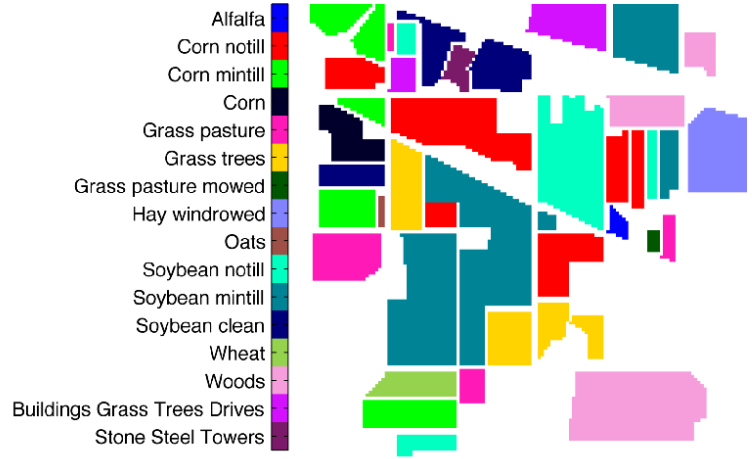 Alfalfa
Corn notill
Corn mintill
Corn
Grass pasture
Grass trees
Grass pasture mowed
Hay windrowed
Oats
Soybean notill
Soybean mintill
Soybean clean
Wheat
Woods
Buildings Grass Trees Drives
Stone Steel Towers